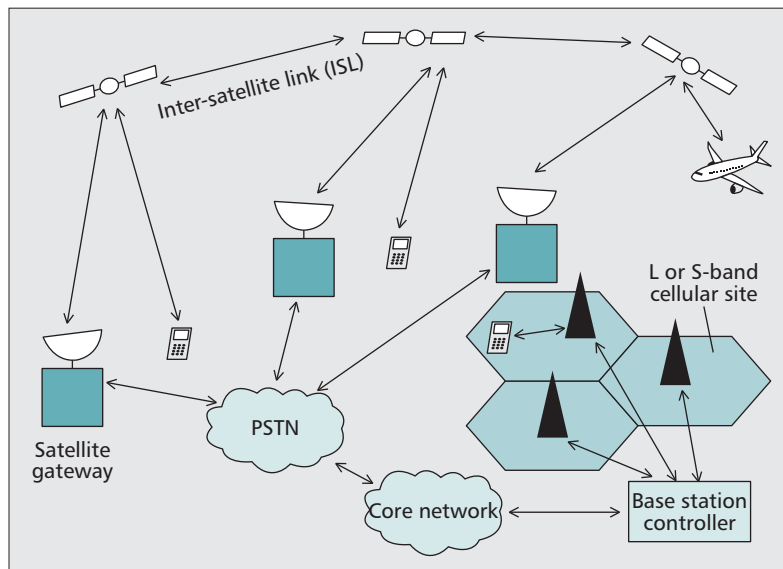 Inter-satellite link (ISL)
L or S-band
cellular site
Satellite
gateway
PSTN
Core network
Base station
controller